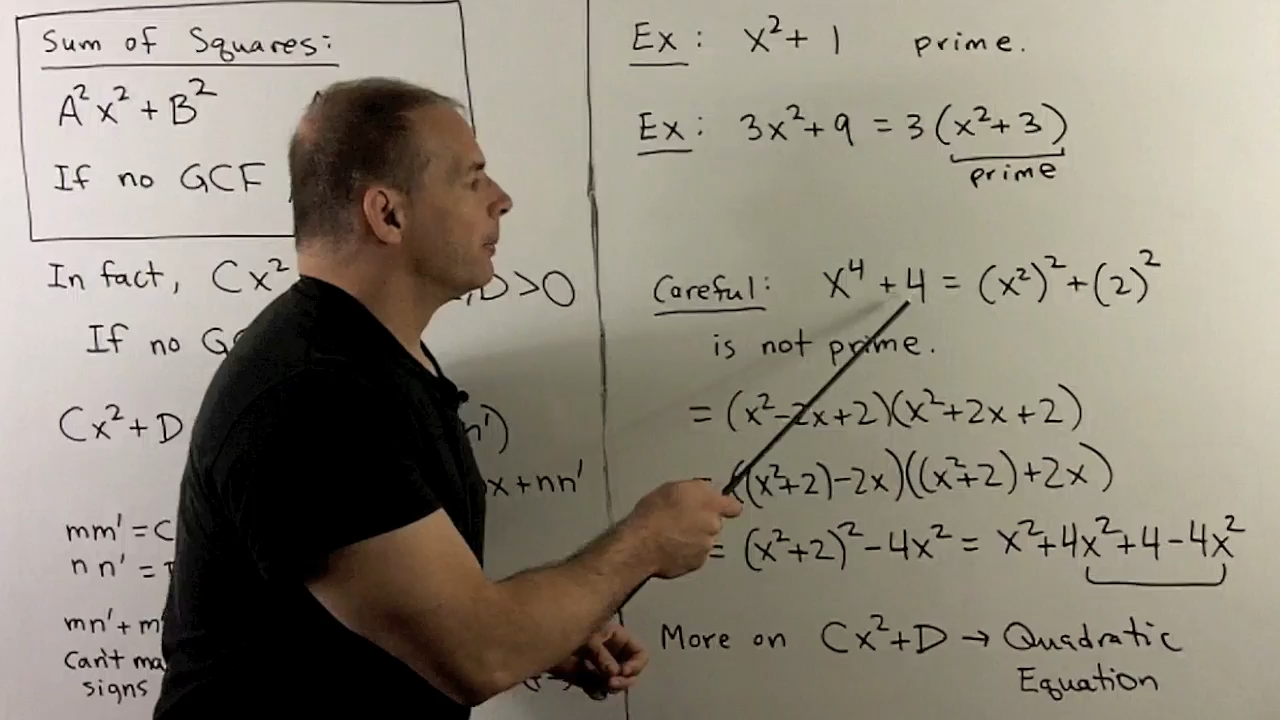 Sum of Squares:
A²x² + B²
If no GCF
In fact, Cx² D>0
If no G
Cx² + D n')
x + nn'
mm' = C
nn' =
mn' + m
Can't
signs
Ex: x² + 1 prime.
Ex: 3x² + 9 = 3(x² + 3)
prime
Careful: x⁴ + 4 = (x²)² + (2)²
is not prime.
= (x² - 2x + 2)(x² + 2x + 2)
= ((x² + 2) - 2x)((x² + 2) + 2x)
= (x² + 2)² - 4x² = x² + 4x² + 4 - 4x²
More on Cx² + D → Quadratic
Equation